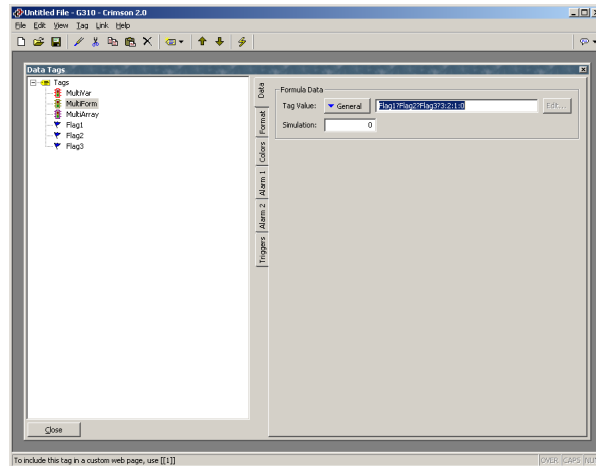 Untitled File - G310 - Crimson 2.0
File Edit View Tag Link Help
Data Tags
Tags
MultiVar
MultiForm
MultiArray
Flag1
Flag2
Flag3
Data
Format
Colors
Alarm 1
Alarm 2
Triggers
Formula Data
Tag Value: General Flag1?Flag2?Flag3?3:2:1:0 Edit...
Simulation: 0
Close
To include this tag in a custom web page, use [[1]] OVER CAPS NUM